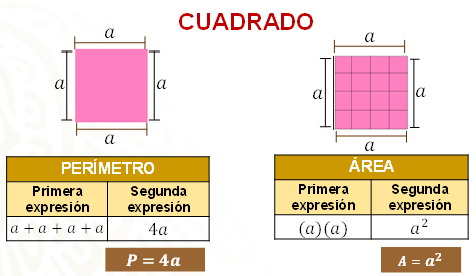 CUADRADO
a
a
a
a
a
a
a
a
PERÍMETRO
Primera expresión
Segunda expresión
a + a + a + a
4a
P = 4a
ÁREA
Primera expresión
Segunda expresión
(a)(a)
a²
A = a²